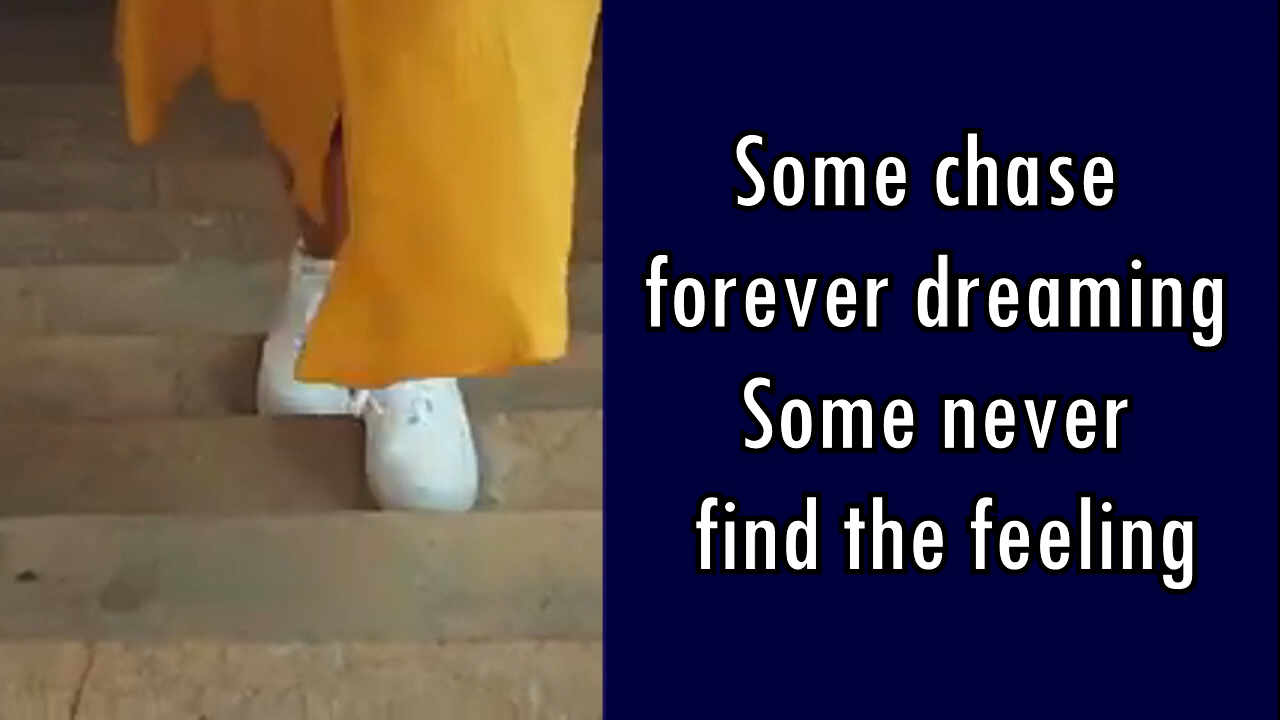 Some chase
forever dreaming
Some never
find the feeling